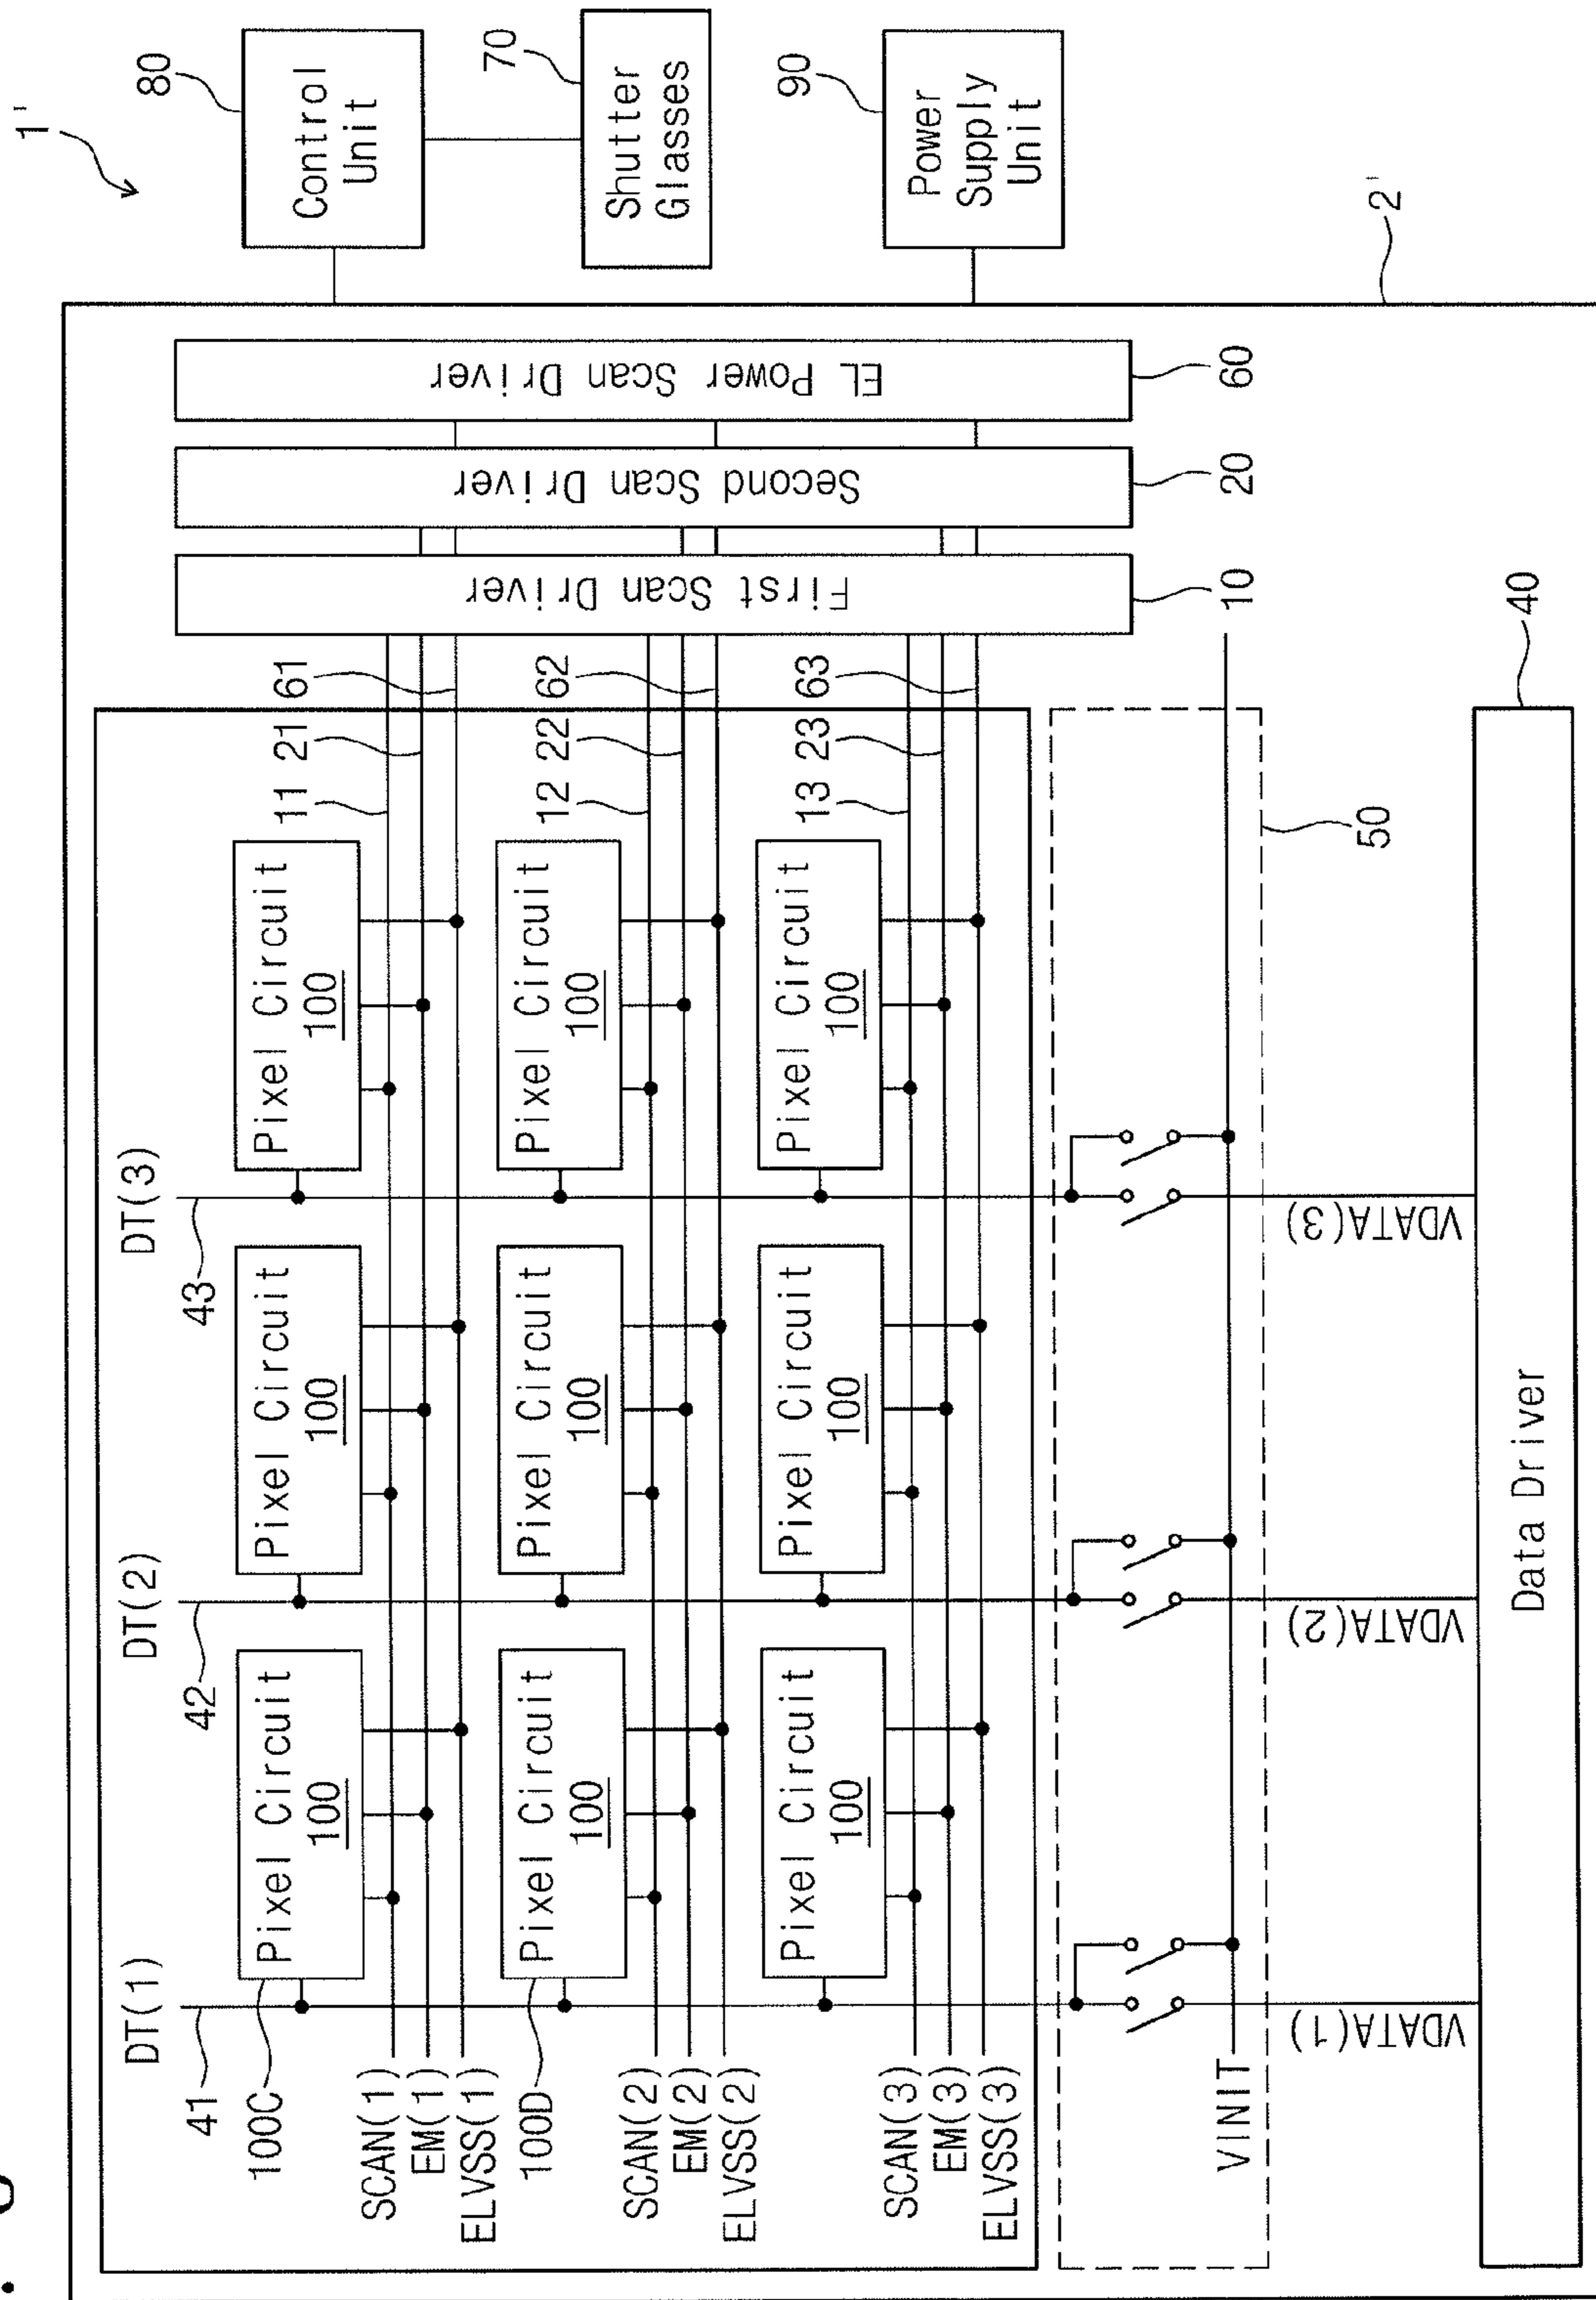 1'
80
Control
Unit
70
Shutter
Glasses
90
Power
Supply
Unit
2'
EL Power Scan Driver
60
Second Scan Driver
20
First Scan Driver
10
DT(1)
DT(2)
DT(3)
41
42
43
100C
Pixel Circuit
100
Pixel Circuit
100
Pixel Circuit
100
11
21
61
SCAN(1)
EM(1)
ELVSS(1)
100D
Pixel Circuit
100
Pixel Circuit
100
Pixel Circuit
100
12
22
62
SCAN(2)
EM(2)
ELVSS(2)
Pixel Circuit
100
Pixel Circuit
100
Pixel Circuit
100
13
23
63
SCAN(3)
EM(3)
ELVSS(3)
50
VINIT
VDATA(1)
VDATA(2)
VDATA(3)
40
Data Driver